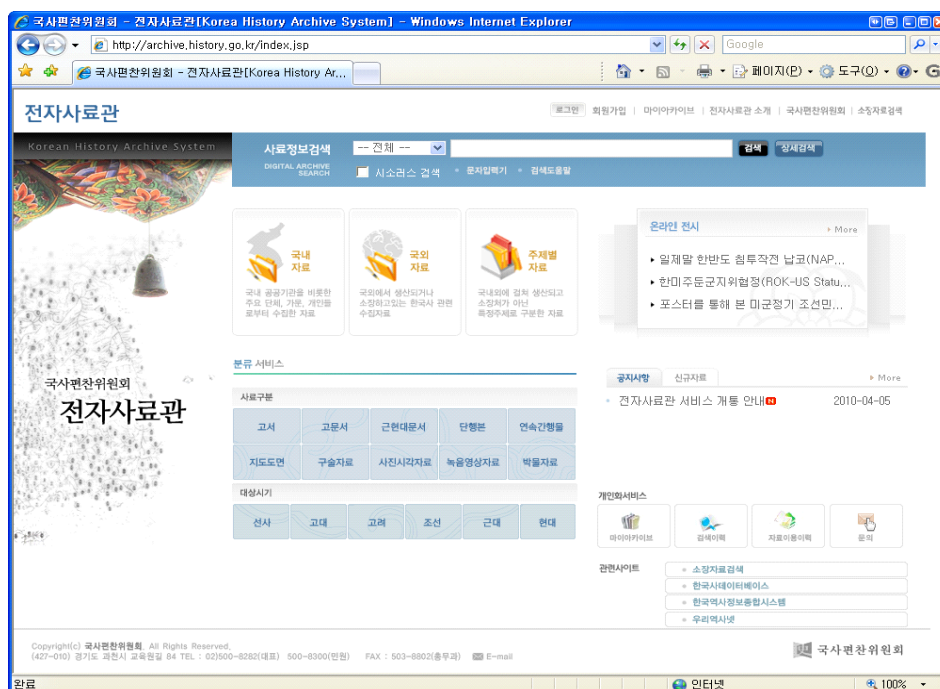 국사편찬위원회 - 전자사료관[Korea History Archive System] - Windows Internet Explorer
http://archive.history.go.kr/index.jsp
Google
국사편찬위원회 - 전자사료관[Korea History Ar...
페이지(P)
도구(O)
전자사료관
로그인 회원가입 | 마이아카이브 | 전자사료관 소개 | 국사편찬위원회 | 소장자료검색
Korean History Archive System
사료정보검색
DIGITAL ARCHIVE
SEARCH
-- 전체 --
검색
상세검색
시소러스 검색
문자입력기
검색도움말
국내
자료
국내 공공기관을 비롯한
주요 단체, 가문, 개인들
로부터 수집한 자료
국외
자료
국외에서 생산되거나
소장하고있는 한국사 관련
수집자료
주제별
자료
국내외에 걸쳐 생산되고
소장처가 아닌
특정주제로 구분한 자료
온라인 전시
More
일제말 한반도 침투작전 납코(NAP...
한미주둔군지위협정(ROK-US Statu...
포스터를 통해 본 미군정기 조선민...
국사편찬위원회
전자사료관
분류 서비스
사료구분
고서 고문서 근현대문서 단행본 연속간행물
지도도면 구술자료 사진시각자료 녹음영상자료 박물자료
대상시기
선사 고대 고려 조선 근대 현대
공지사항 신규자료 More
전자사료관 서비스 개통 안내 N 2010-04-05
개인화서비스
마이아카이브 검색이력 자료이용이력 문의
관련사이트
소장자료검색
한국사데이터베이스
한국역사정보종합시스템
우리역사넷
Copyright(c) 국사편찬위원회. All Rights Reserved.
(427-010) 경기도 과천시 교육원길 84 TEL : 02)500-8282(대표) 500-8300(민원) FAX : 503-8802(총무과) E-mail
국사편찬위원회
완료
인터넷
100%